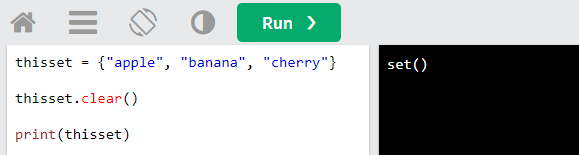 Run ❯
thisset = {"apple", "banana", "cherry"}
thisset.clear()
print(thisset)
set()